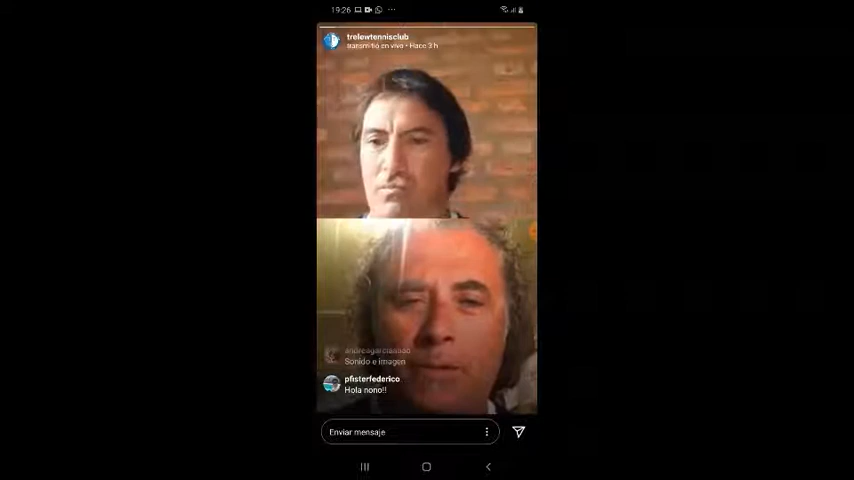 19:26
trelewtennisclub
transmitió en vivo • Hace 3 h
Sonido e imagen
pfisterfederico
Hola nono!!
Enviar mensaje